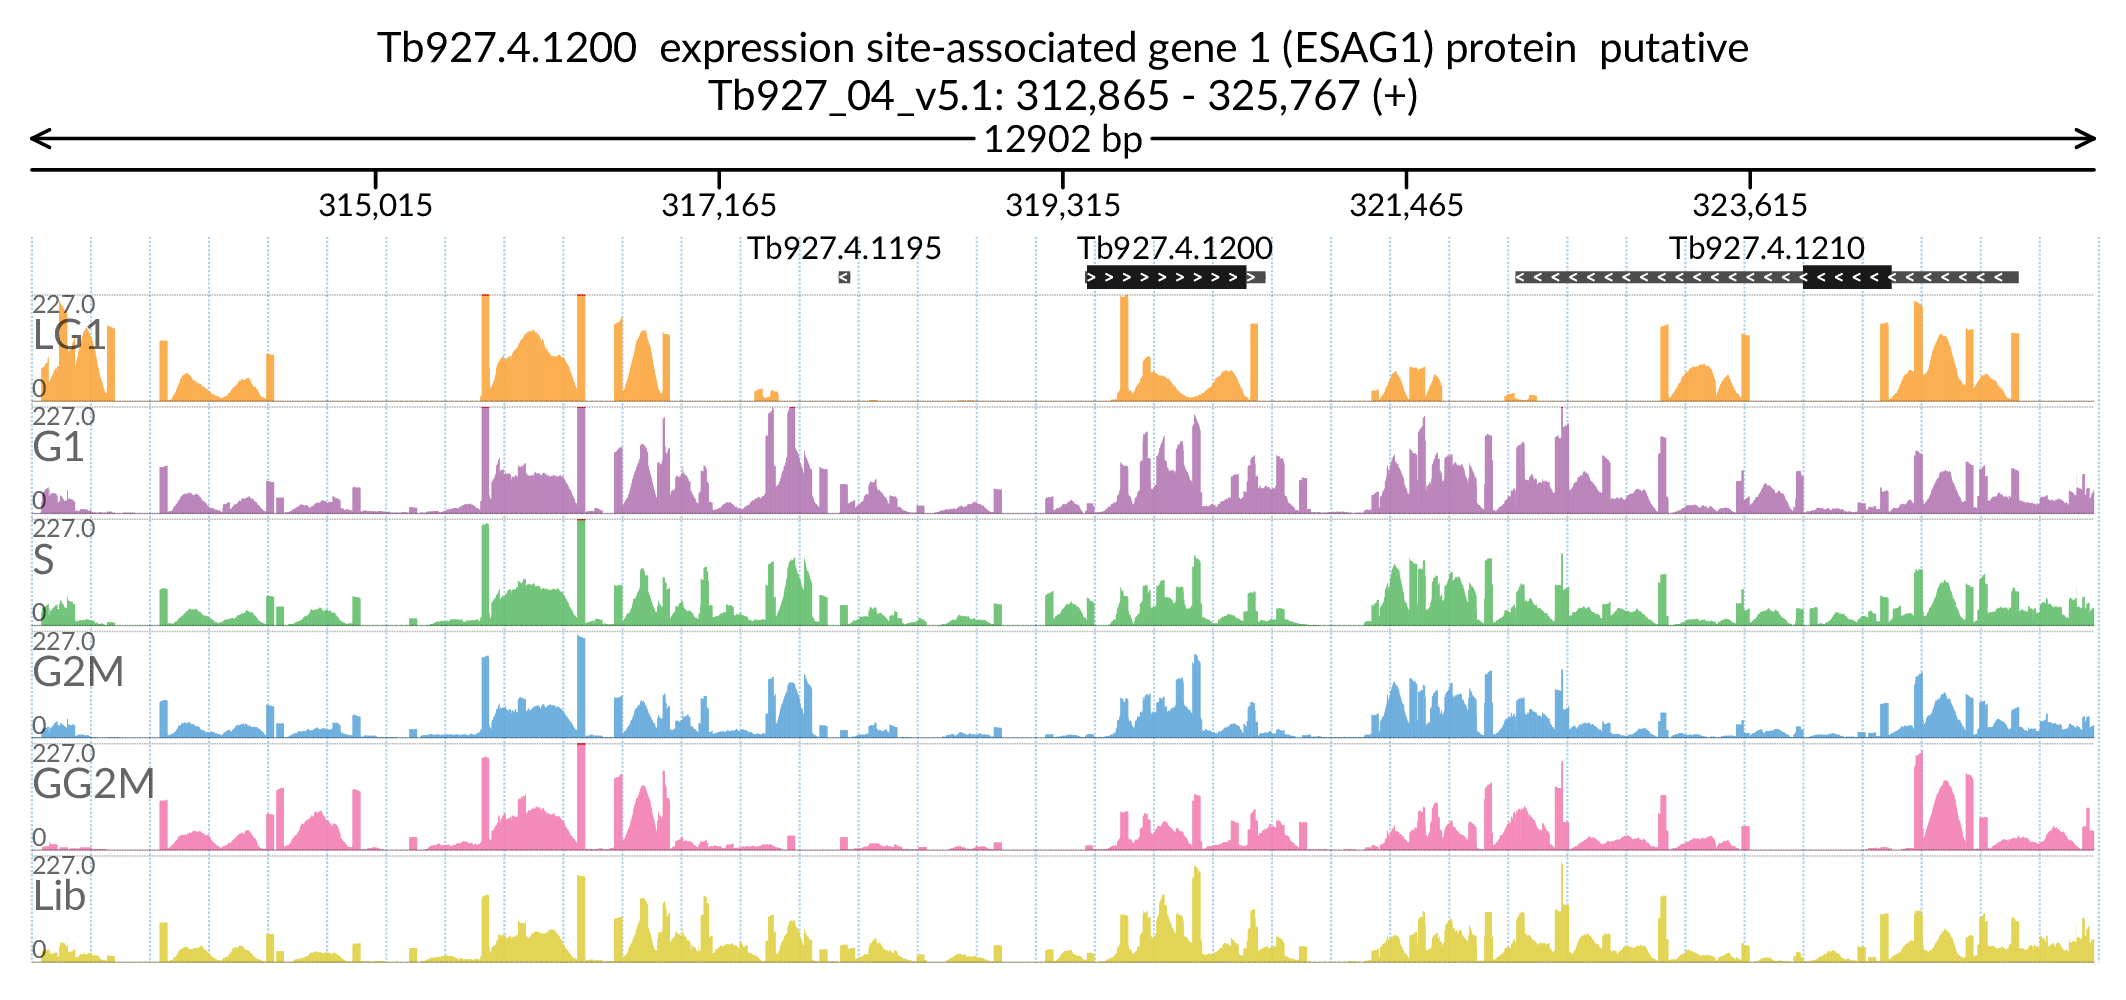 Tb927.4.1200  expression site-associated gene 1 (ESAG1) protein  putative
Tb927_04_v5.1: 312,865 - 325,767 (+)
12902 bp
315,015 317,165 319,315 321,465 323,615
Tb927.4.1195 Tb927.4.1200 Tb927.4.1210
227.0
LG1
0
227.0
G1
0
227.0
S
0
227.0
G2M
0
227.0
GG2M
0
227.0
Lib
0